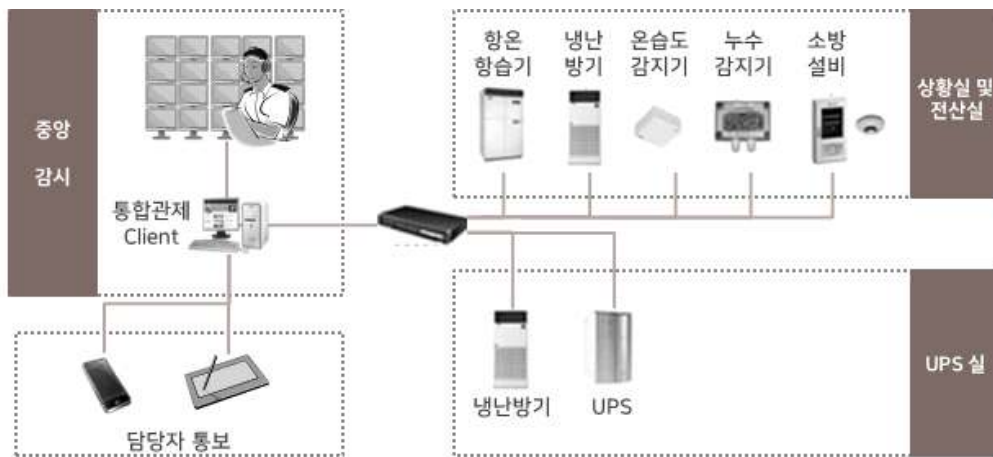 중앙
감시
통합관제
Client
담당자 통보
항온
항습기
냉난
방기
온습도
감지기
누수
감지기
소방
설비
상황실 및
전산실
냉난방기
UPS
UPS 실